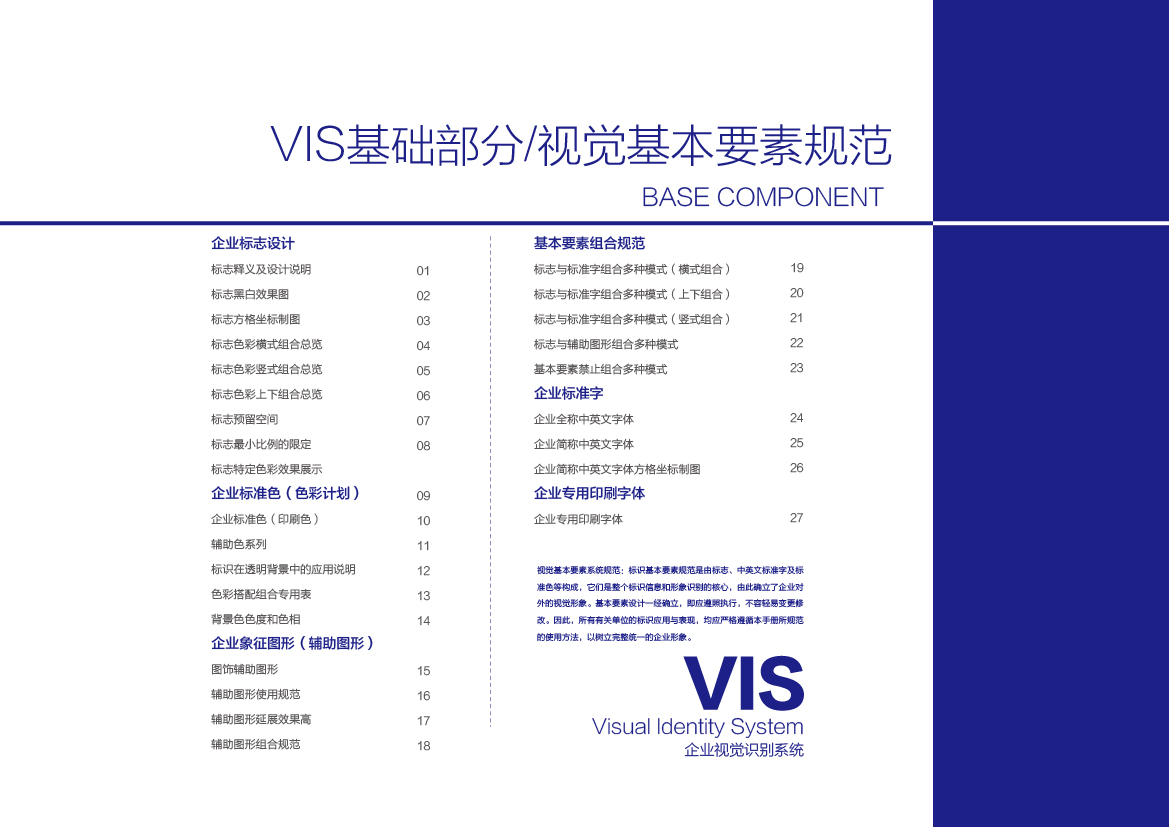 VIS基础部分/视觉基本要素规范
BASE COMPONENT
企业标志设计
标志释义及设计说明 01
标志黑白效果图 02
标志方格坐标制图 03
标志色彩横式组合总览 04
标志色彩竖式组合总览 05
标志色彩上下组合总览 06
标志预留空间 07
标志最小比例的限定 08
标志特定色彩效果展示
企业标准色（色彩计划） 09
企业标准色（印刷色） 10
辅助色系列 11
标识在透明背景中的应用说明 12
色彩搭配组合专用表 13
背景色色度和色相 14
企业象征图形（辅助图形）
图饰辅助图形 15
辅助图形使用规范 16
辅助图形延展效果高 17
辅助图形组合规范 18
基本要素组合规范
标志与标准字组合多种模式（横式组合） 19
标志与标准字组合多种模式（上下组合） 20
标志与标准字组合多种模式（竖式组合） 21
标志与辅助图形组合多种模式 22
基本要素禁止组合多种模式 23
企业标准字
企业全称中英文字体 24
企业简称中英文字体 25
企业简称中英文字体方格坐标制图 26
企业专用印刷字体
企业专用印刷字体 27
视觉基本要素系统规范：标识基本要素规范是由标志、中英文标准字及标
准色等构成，它们是整个标识信息和形象识别的核心，由此确立了企业对
外的视觉形象。基本要素设计一经确立，即应遵照执行，不容轻易变更修
改。因此，所有有关单位的标识应用与表现，均应严格遵循本手册所规范
的使用方法，以树立完整统一的企业形象。
VIS
Visual Identity System
企业视觉识别系统